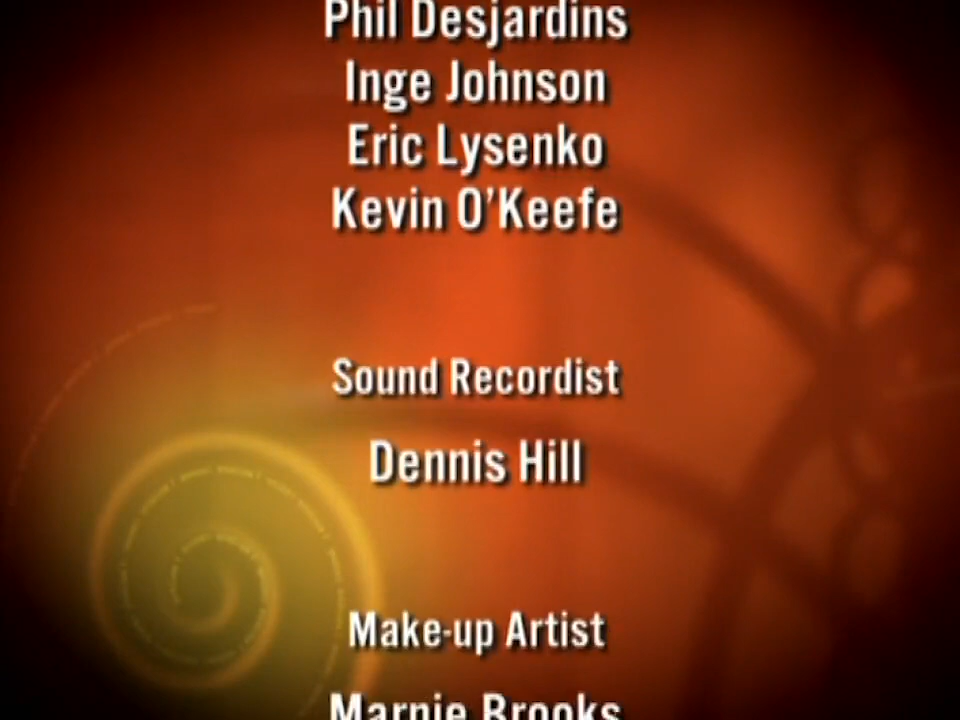 Phil Desjardins
Inge Johnson
Eric Lysenko
Kevin O'Keefe
Sound Recordist
Dennis Hill
Make-up Artist
Marnie Brooks